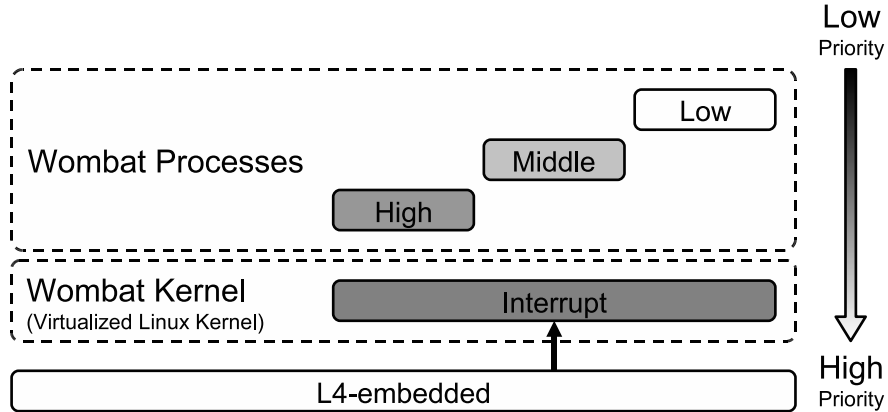 Low
Priority
Low
Wombat Processes
Middle
High
Wombat Kernel
(Virtualized Linux Kernel)
Interrupt
L4-embedded
High
Priority